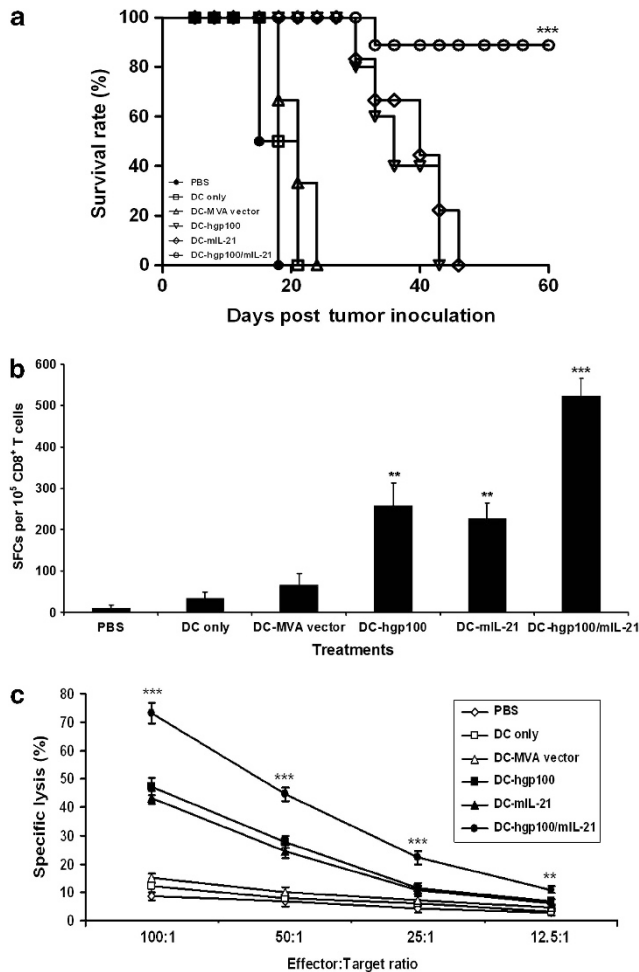 a
***
100
80
60
40
20
0
Survival rate (%)
PBS
DC only
DC-MVA vector
DC-hgp100
DC-mIL-21
DC-hgp100/mIL-21
0 20 40 60
Days post tumor inoculation
b
600
500
400
300
200
100
0
SFCs per 10⁵ CD8⁺ T cells
**
**
***
PBS DC only DC-MVA vector DC-hgp100 DC-mIL-21 DC-hgp100/mIL-21
Treatments
c
80
70
60
50
40
30
20
10
0
Specific lysis (%)
***
***
***
**
PBS
DC only
DC-MVA vector
DC-hgp100
DC-mIL-21
DC-hgp100/mIL-21
100:1 50:1 25:1 12.5:1
Effector:Target ratio